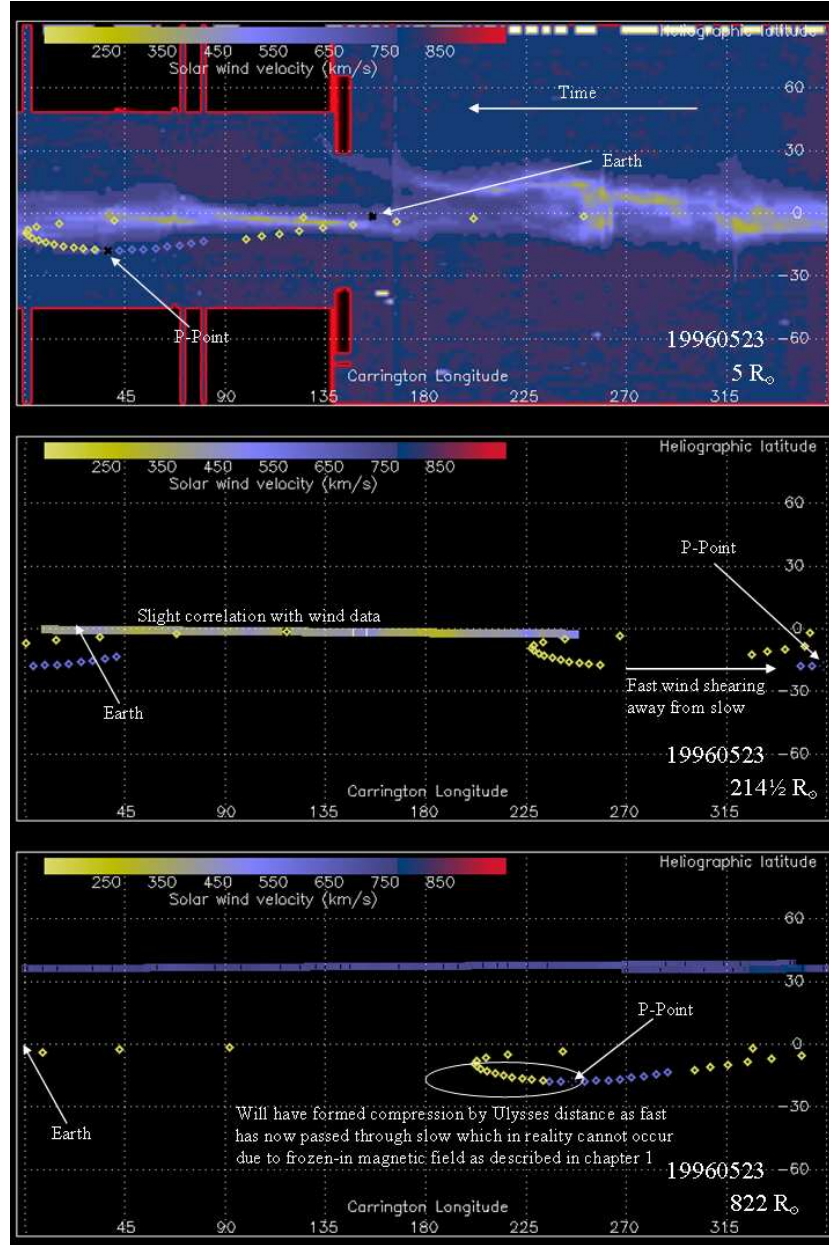 250 350 450 550 650 750 850
Heliographic latitude
Solar wind velocity (km/s)
60
Time
30
Earth
0
-30
P-Point
-60
19960523
Carrington Longitude
5 R☉
45 90 135 180 225 270 315
250 350 450 550 650 750 850
Heliographic latitude
Solar wind velocity (km/s)
60
P-Point
30
Slight correlation with wind data
0
Earth
Fast wind shearing
away from slow
-30
-60
19960523
Carrington Longitude
214½ R☉
45 90 135 180 225 270 315
250 350 450 550 650 750 850
Heliographic latitude
Solar wind velocity (km/s)
60
30
P-Point
0
Earth
-30
Will have formed compression by Ulysses distance as fast
has now passed through slow which in reality cannot occur
due to frozen-in magnetic field as described in chapter 1
-60
19960523
Carrington Longitude
822 R☉
45 90 135 180 225 270 315